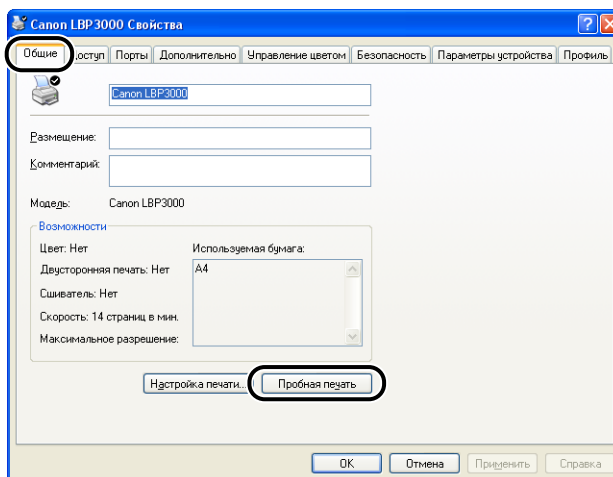 Canon LBP3000 Свойства
Общие Доступ Порты Дополнительно Управление цветом Безопасность Параметры устройства Профиль
Canon LBP3000
Размещение:
Комментарий:
Модель: Canon LBP3000
Возможности
Цвет: Нет Используемая бумага:
Двусторонняя печать: Нет A4
Сшиватель: Нет
Скорость: 14 страниц в мин.
Максимальное разрешение:
Настройка печати... Пробная печать
OK Отмена Применить Справка